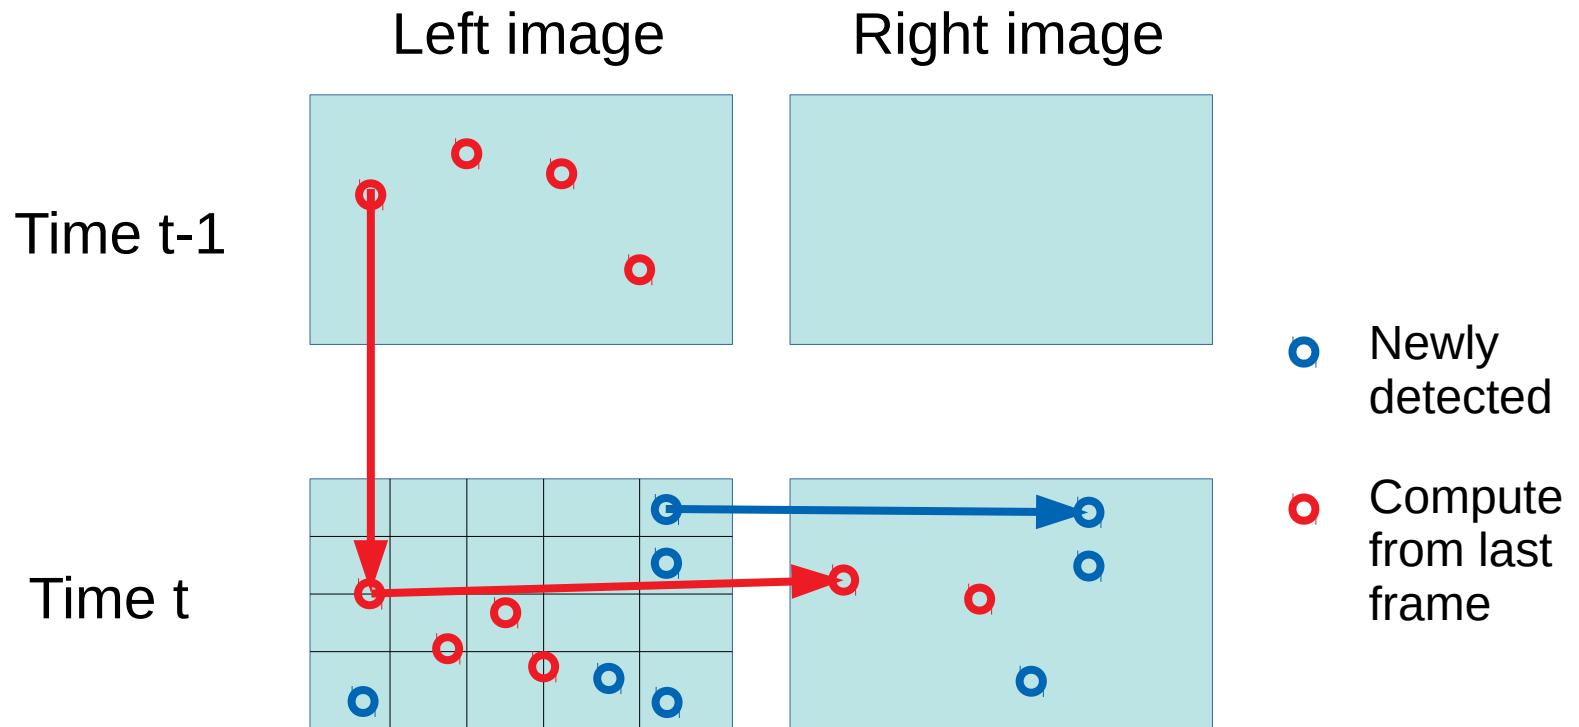 Left image
Right image
Time t-1
Newly
detected
Compute
from last
frame
Time t